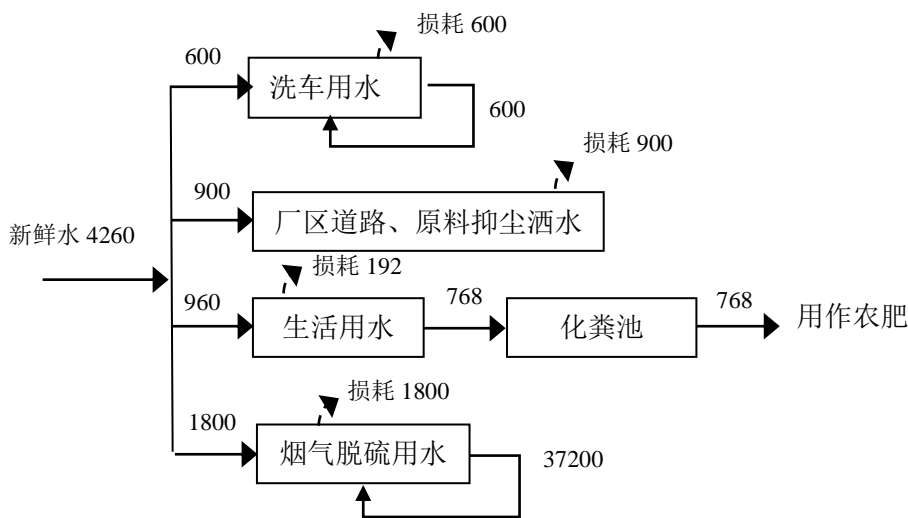 损耗 600
600
洗车用水
600
损耗 900
900
厂区道路、原料抑尘洒水
新鲜水 4260
损耗 192
960
生活用水
768
化粪池
768
用作农肥
损耗 1800
1800
烟气脱硫用水
37200